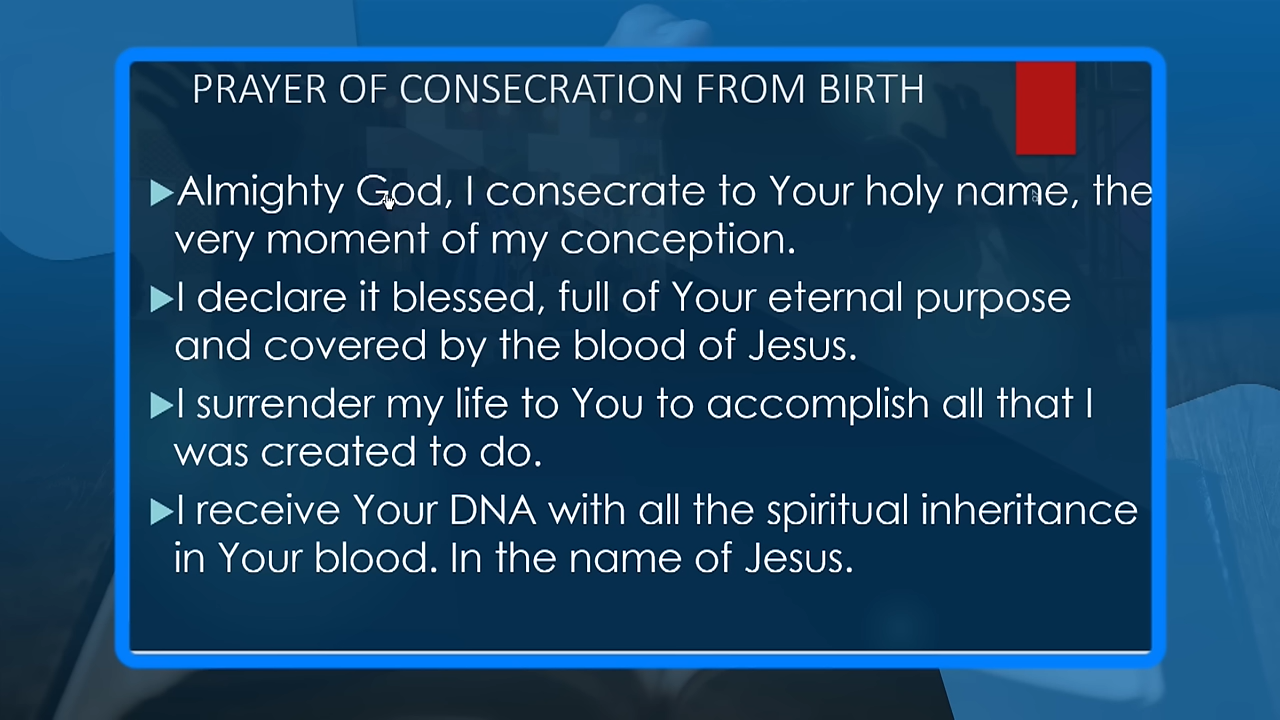 PRAYER OF CONSECRATION FROM BIRTH
Almighty God, I consecrate to Your holy name, the
very moment of my conception.
I declare it blessed, full of Your eternal purpose
and covered by the blood of Jesus.
I surrender my life to You to accomplish all that I
was created to do.
I receive Your DNA with all the spiritual inheritance
in Your blood. In the name of Jesus.